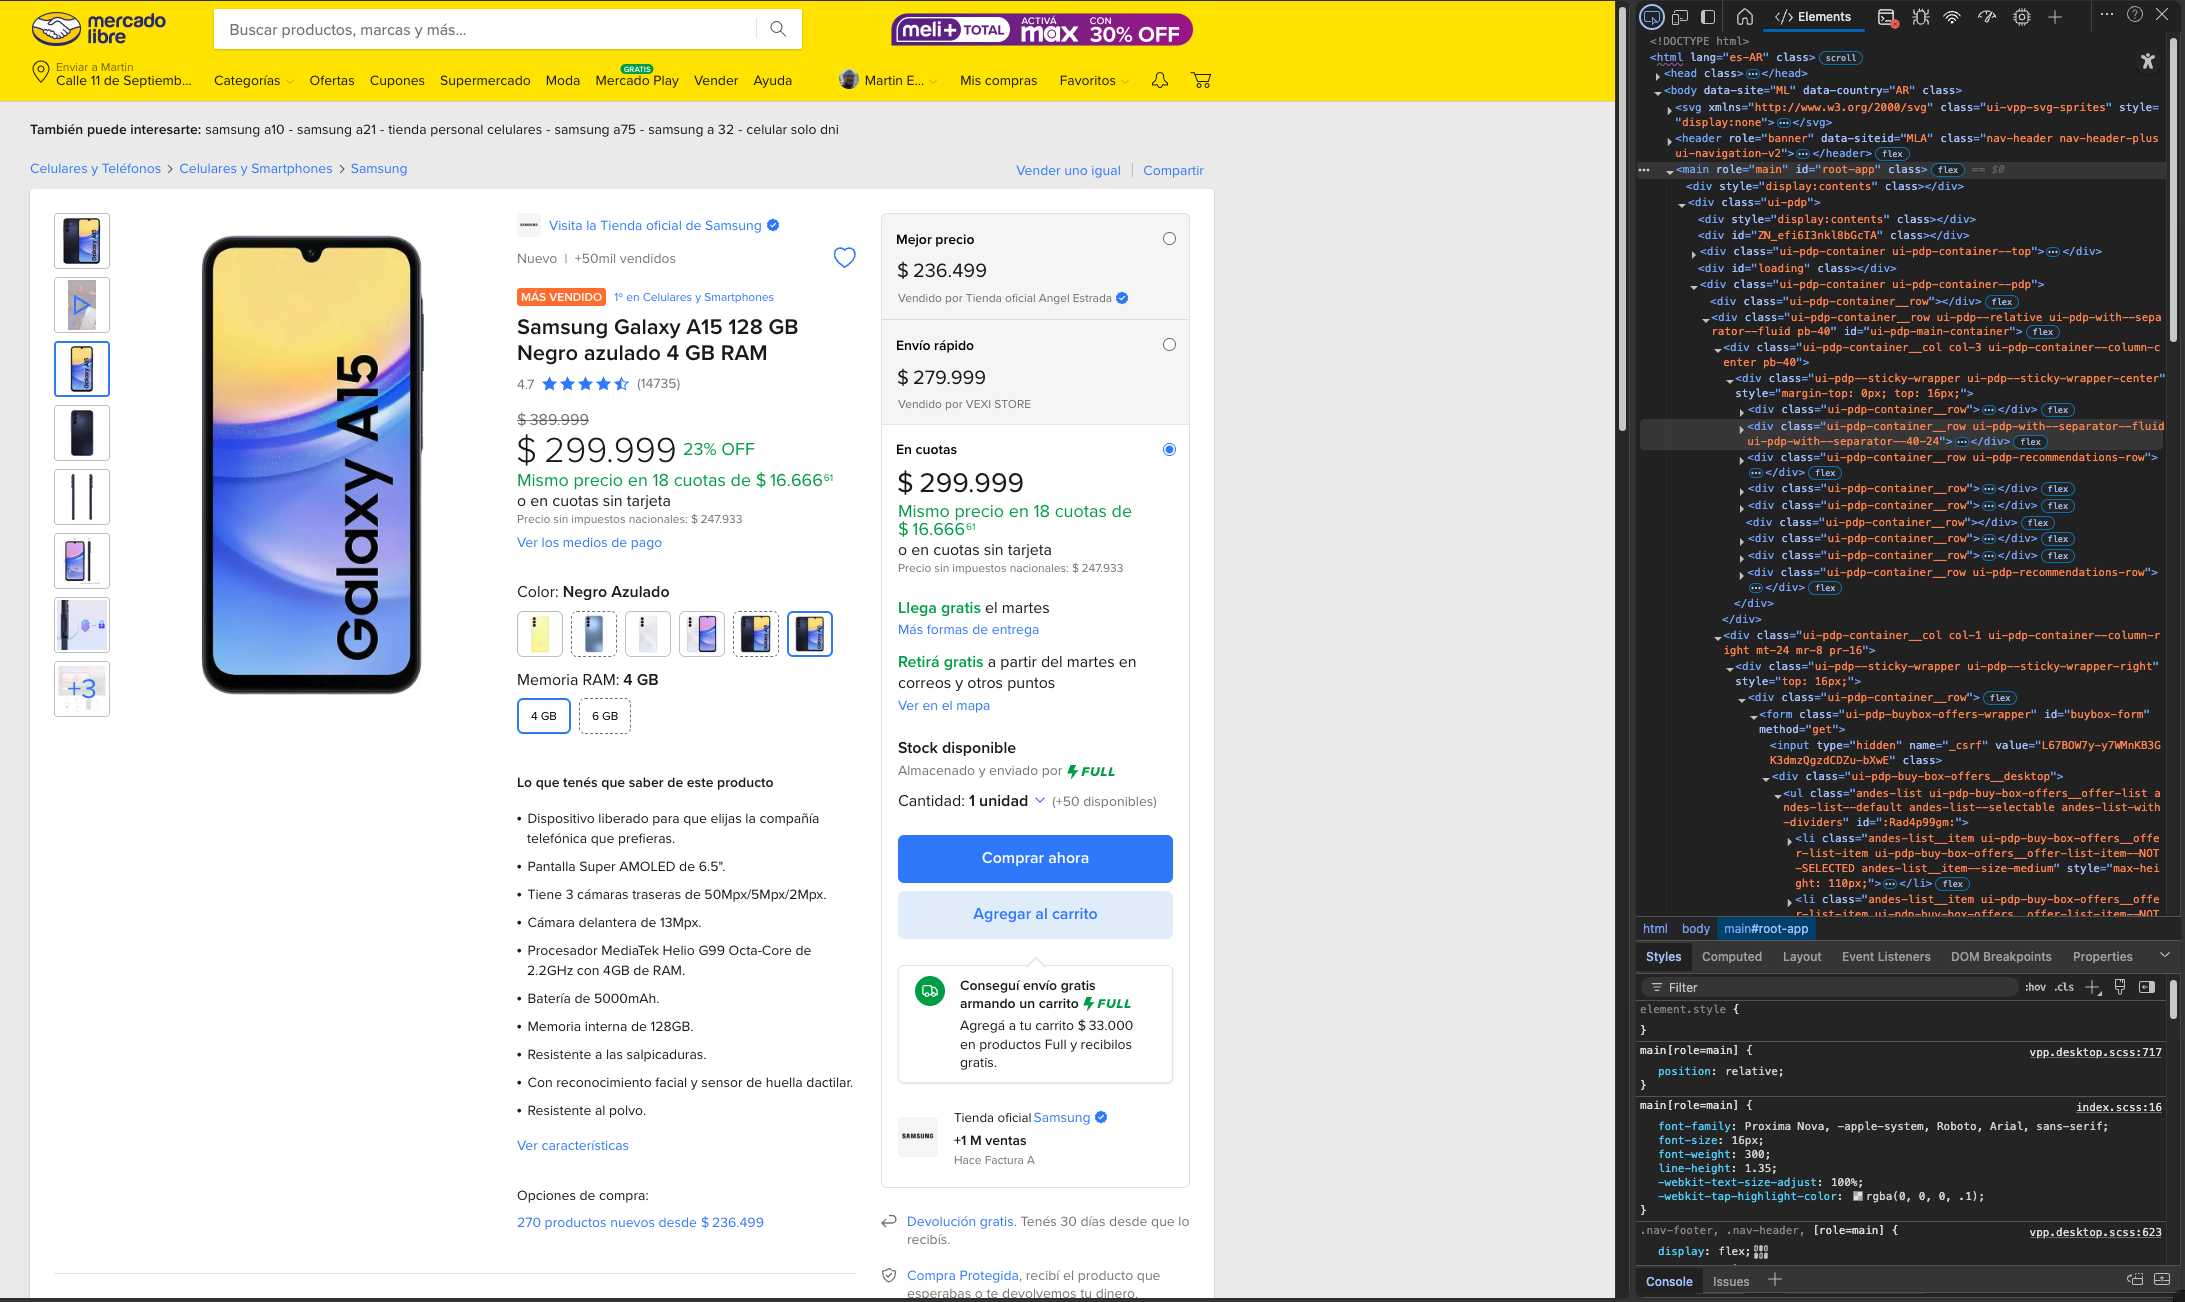 mercado
libre
Buscar productos, marcas y más...
meli+ TOTAL ACTIVÁ max CON 30% OFF
Enviar a Martin
Calle 11 de Septiemb...
Categorías Ofertas Cupones Supermercado Moda GRATIS Mercado Play Vender Ayuda
Martin E... Mis compras Favoritos
También puede interesarte: samsung a10 - samsung a21 - tienda personal celulares - samsung a75 - samsung a 32 - celular solo dni
Celulares y Teléfonos > Celulares y Smartphones > Samsung
Vender uno igual | Compartir
+3
Galaxy A15
SAMSUNG Visita la Tienda oficial de Samsung
Nuevo | +50mil vendidos
MÁS VENDIDO 1º en Celulares y Smartphones
Samsung Galaxy A15 128 GB
Negro azulado 4 GB RAM
4.7 (14735)
$ 389.999
$ 299.999 23% OFF
Mismo precio en 18 cuotas de $ 16.666 61
o en cuotas sin tarjeta
Precio sin impuestos nacionales: $ 247.933
Ver los medios de pago
Color: Negro Azulado
Memoria RAM: 4 GB
4 GB 6 GB
Lo que tenés que saber de este producto
• Dispositivo liberado para que elijas la compañía
telefónica que prefieras.
• Pantalla Super AMOLED de 6.5".
• Tiene 3 cámaras traseras de 50Mpx/5Mpx/2Mpx.
• Cámara delantera de 13Mpx.
• Procesador MediaTek Helio G99 Octa-Core de
2.2GHz con 4GB de RAM.
• Batería de 5000mAh.
• Memoria interna de 128GB.
• Resistente a las salpicaduras.
• Con reconocimiento facial y sensor de huella dactilar.
• Resistente al polvo.
Ver características
Opciones de compra:
270 productos nuevos desde $ 236.499
Mejor precio
$ 236.499
Vendido por Tienda oficial Angel Estrada
Envío rápido
$ 279.999
Vendido por VEXI STORE
En cuotas
$ 299.999
Mismo precio en 18 cuotas de
$ 16.666 61
o en cuotas sin tarjeta
Precio sin impuestos nacionales: $ 247.933
Llega gratis el martes
Más formas de entrega
Retirá gratis a partir del martes en
correos y otros puntos
Ver en el mapa
Stock disponible
Almacenado y enviado por FULL
Cantidad: 1 unidad (+50 disponibles)
Comprar ahora
Agregar al carrito
Conseguí envío gratis
armando un carrito FULL
Agregá a tu carrito $ 33.000
en productos Full y recibilos
gratis.
SAMSUNG
Tienda oficial Samsung
+1 M ventas
Hace Factura A
Devolución gratis. Tenés 30 días desde que lo
recibís.
Compra Protegida, recibí el producto que
esperabas o te devolvemos tu dinero.
Elements
<!DOCTYPE html>
<html lang="es-AR" class> scroll
<head class>…</head>
<body data-site="ML" data-country="AR" class>
<svg xmlns="http://www.w3.org/2000/svg" class="ui-vpp-svg-sprites" style=
"display:none">…</svg>
<header role="banner" data-siteid="MLA" class="nav-header nav-header-plus
ui-navigation-v2">…</header> flex
… <main role="main" id="root-app" class> flex == $0
<div style="display:contents" class></div>
<div class="ui-pdp">
<div style="display:contents" class></div>
<div id="ZN_efi6I3nkl8bGcTA" class></div>
<div class="ui-pdp-container ui-pdp-container--top">…</div>
<div id="loading" class></div>
<div class="ui-pdp-container ui-pdp-container--pdp">
<div class="ui-pdp-container__row"></div> flex
<div class="ui-pdp-container__row ui-pdp--relative ui-pdp-with--sepa
rator--fluid pb-40" id="ui-pdp-main-container"> flex
<div class="ui-pdp-container__col col-3 ui-pdp-container--column-c
enter pb-40">
<div class="ui-pdp--sticky-wrapper ui-pdp--sticky-wrapper-center"
style="margin-top: 0px; top: 16px;">
<div class="ui-pdp-container__row">…</div> flex
<div class="ui-pdp-container__row ui-pdp-with--separator--fluid
ui-pdp-with--separator--40-24">…</div> flex
<div class="ui-pdp-container__row ui-pdp-recommendations-row">
…</div> flex
<div class="ui-pdp-container__row">…</div> flex
<div class="ui-pdp-container__row">…</div> flex
<div class="ui-pdp-container__row"></div> flex
<div class="ui-pdp-container__row">…</div> flex
<div class="ui-pdp-container__row">…</div> flex
<div class="ui-pdp-container__row ui-pdp-recommendations-row">
…</div> flex
</div>
</div>
<div class="ui-pdp-container__col col-1 ui-pdp-container--column-r
ight mt-24 mr-8 pr-16">
<div class="ui-pdp--sticky-wrapper ui-pdp--sticky-wrapper-right"
style="top: 16px;">
<div class="ui-pdp-container__row"> flex
<form class="ui-pdp-buybox-offers-wrapper" id="buybox-form"
method="get">
<input type="hidden" name="_csrf" value="L67BOW7y-y7WMnKB3G
K3dmzQgzdCDZu-bXwE" class>
<div class="ui-pdp-buy-box-offers__desktop">
<ul class="andes-list ui-pdp-buy-box-offers__offer-list a
ndes-list--default andes-list--selectable andes-list--with
-dividers" id=":Rad4p99gm:">
<li class="andes-list__item ui-pdp-buy-box-offers__offe
r-list-item ui-pdp-buy-box-offers__offer-list-item--NOT
-SELECTED andes-list__item--size-medium" style="max-hei
ght: 110px;">…</li> flex
<li class="andes-list__item ui-pdp-buy-box-offers__offe
r-list-item ui-pdp-buy-box-offers__offer-list-item--NOT
html body main#root-app
Styles Computed Layout Event Listeners DOM Breakpoints Properties
Filter :hov .cls
element.style {
}
main[role=main] { vpp.desktop.scss:717
position: relative;
}
main[role=main] { index.scss:16
font-family: Proxima Nova, -apple-system, Roboto, Arial, sans-serif;
font-size: 16px;
font-weight: 300;
line-height: 1.35;
-webkit-text-size-adjust: 100%;
-webkit-tap-highlight-color: rgba(0, 0, 0, .1);
}
.nav-footer, .nav-header, [role=main] { vpp.desktop.scss:623
display: flex;
Console Issues